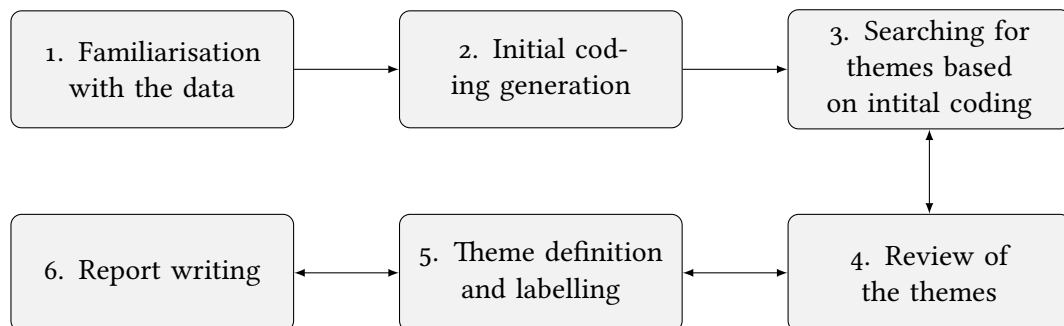 1. Familiarisation
with the data
2. Initial cod-
ing generation
3. Searching for
themes based
on intital coding
4. Review of
the themes
5. Theme definition
and labelling
6. Report writing